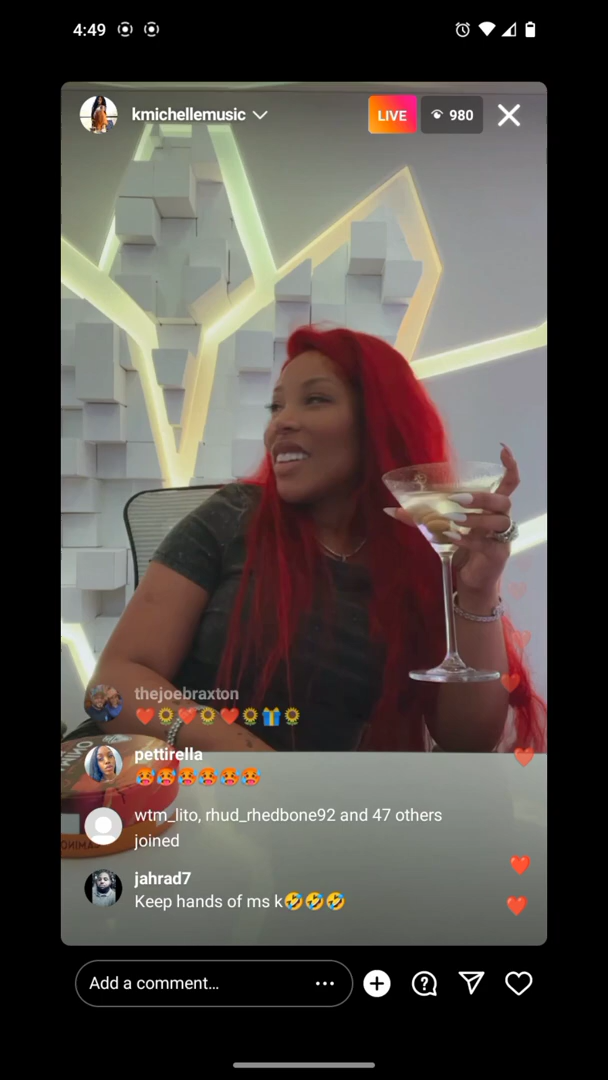 4:49
kmichellemusic
LIVE
980
thejoebraxton
❤️🌻❤️🌻❤️🌻🎁🌻
pettirella
🥵🥵🥵🥵🥵🥵
wtm_lito, rhud_rhedbone92 and 47 others
joined
jahrad7
Keep hands of ms k🤣🤣🤣
Add a comment…